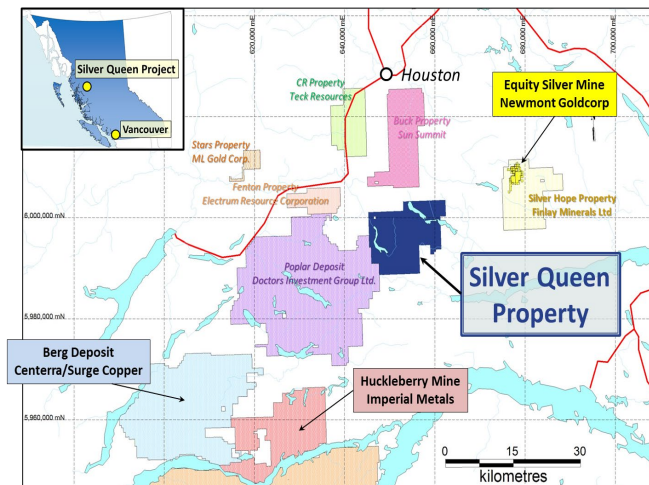 Silver Queen Project
Vancouver
620,000 mE
640,000 mE
660,000 mE
680,000 mE
700,000 mE
Houston
CR Property
Teck Resources
Buck Property
Sun Summit
Equity Silver Mine
Newmont Goldcorp
Stars Property
ML Gold Corp.
Fenton Property
Electrum Resource Corporation
Silver Hope Property
Finlay Minerals Ltd
6,000,000 mN
Poplar Deposit
Doctors Investment Group Ltd.
Silver Queen
Property
5,980,000 mN
Berg Deposit
Centerra/Surge Copper
Huckleberry Mine
Imperial Metals
5,960,000 mN
0 15 30
kilometres